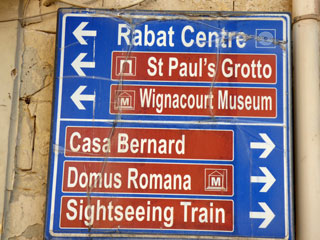 Rabat Centre
St Paul's Grotto
Wignacourt Museum
Casa Bernard
Domus Romana
Sightseeing Train